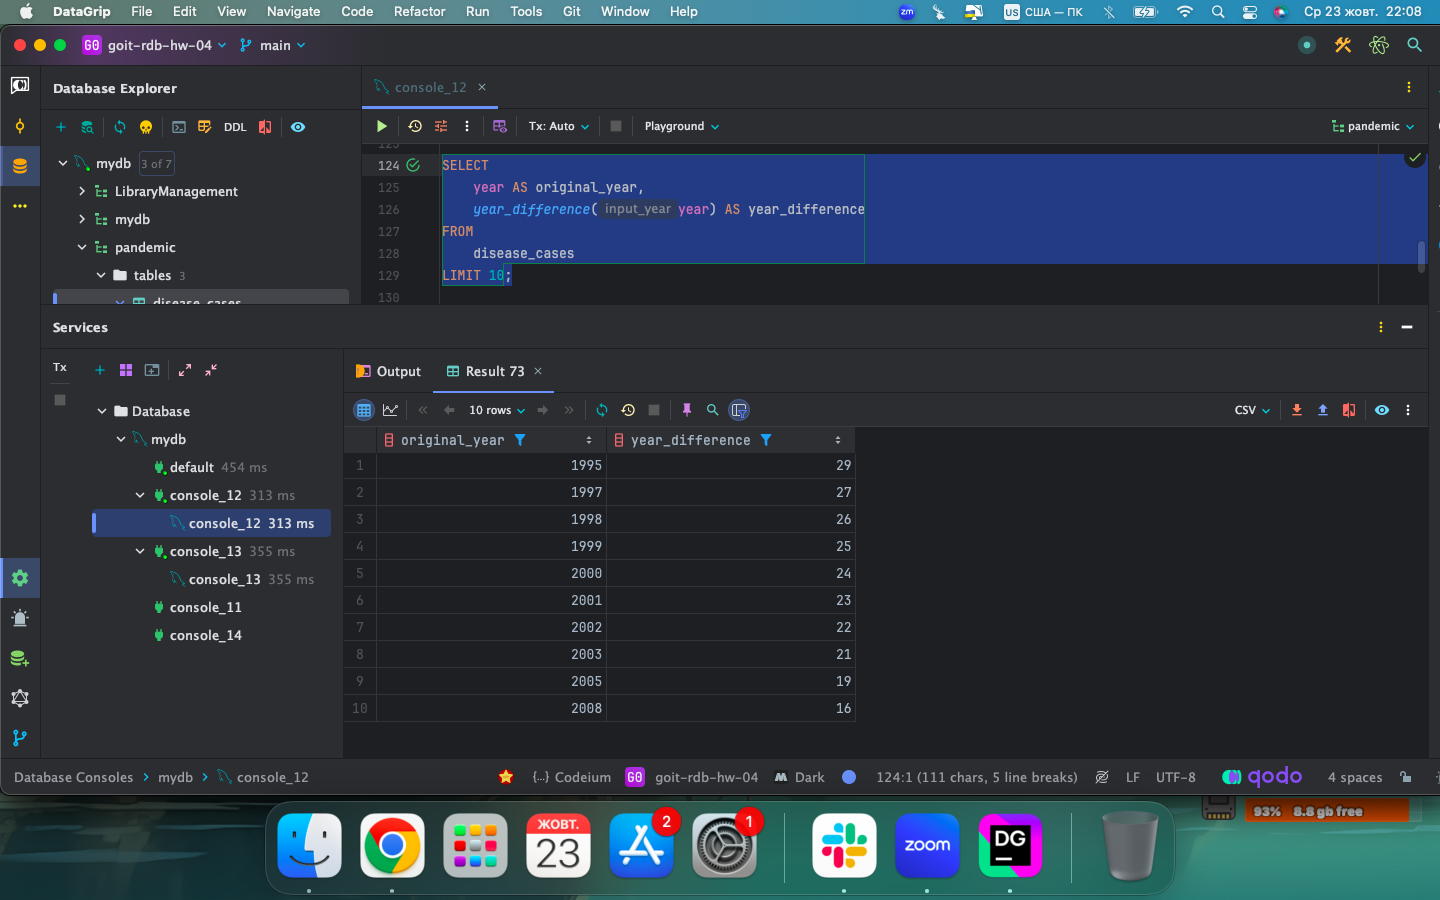 DataGrip File Edit View Navigate Code Refactor Run Tools Git Window Help zm US США — ПК Ср 23 жовт. 22:08
GO goit-rdb-hw-04 main
Database Explorer
console_12
DDL
Tx: Auto Playground pandemic
mydb 3 of 7
LibraryManagement
mydb
pandemic
tables 3
disease_cases
123
124 SELECT
125 year AS original_year,
126 year_difference( input_year year) AS year_difference
127 FROM
128 disease_cases
129 LIMIT 10;
130
Services
Tx
Database
mydb
default 454 ms
console_12 313 ms
console_12 313 ms
console_13 355 ms
console_13 355 ms
console_11
console_14
Output Result 73
10 rows CSV
original_year year_difference
1 1995 29
2 1997 27
3 1998 26
4 1999 25
5 2000 24
6 2001 23
7 2002 22
8 2003 21
9 2005 19
10 2008 16
Database Consoles mydb console_12 {...} Codeium GO goit-rdb-hw-04 Dark 124:1 (111 chars, 5 line breaks) LF UTF-8 qodo 4 spaces
93% 8.8 gb free
ЖОВТ.
23
2
1
zoom
DG